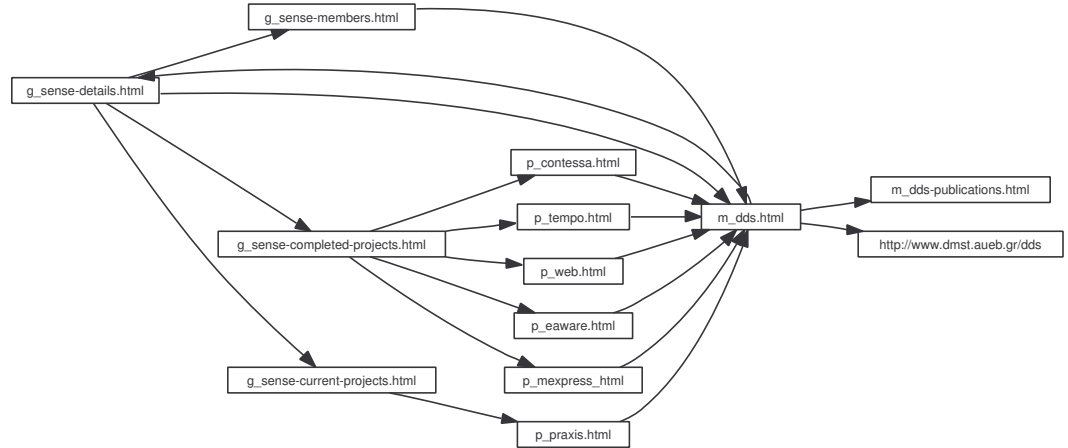 g_sense-members.html
g_sense-details.html
p_contessa.html
m_dds-publications.html
p_tempo.html
m_dds.html
g_sense-completed-projects.html
http://www.dmst.aueb.gr/dds
p_web.html
p_eaware.html
g_sense-current-projects.html
p_mexpress_html
p_praxis.html